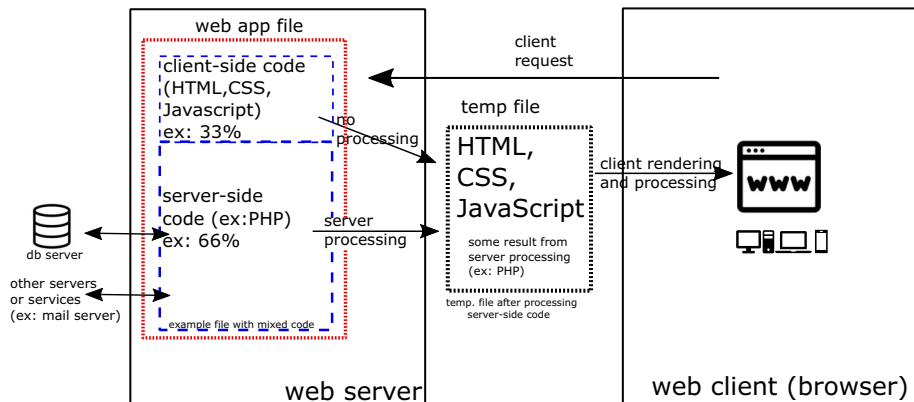 web app file
client-side code
(HTML,CSS,
Javascript)
ex: 33%
no
processing
server-side
code (ex:PHP)
ex: 66%
server
processing
example file with mixed code
db server
other servers
or services
(ex: mail server)
web server
client
request
temp file
HTML,
CSS,
JavaScript
some result from
server processing
(ex: PHP)
temp. file after processing
server-side code
client rendering
and processing
www
web client (browser)